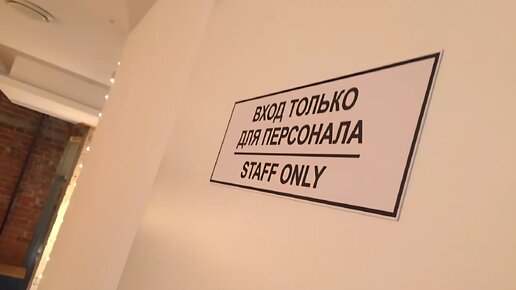 ВХОД ТОЛЬКО
ДЛЯ ПЕРСОНАЛА
STAFF ONLY